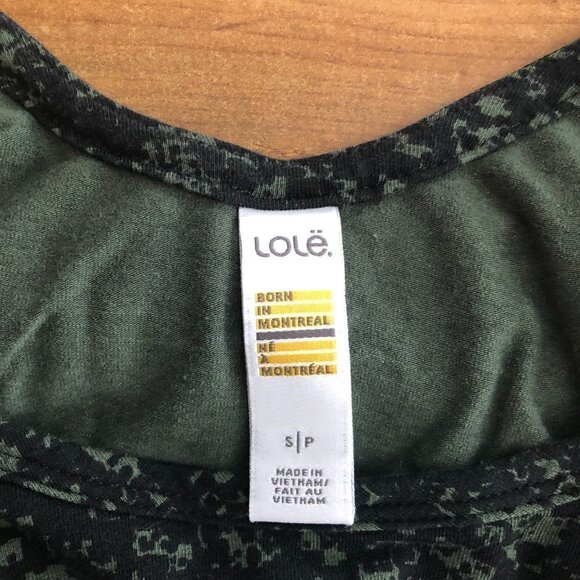 LOLË.
BORN
IN
MONTREAL
NÉ
À
MONTRÉAL
S|P
MADE IN
VIETNAM/
FAIT AU
VIETNAM